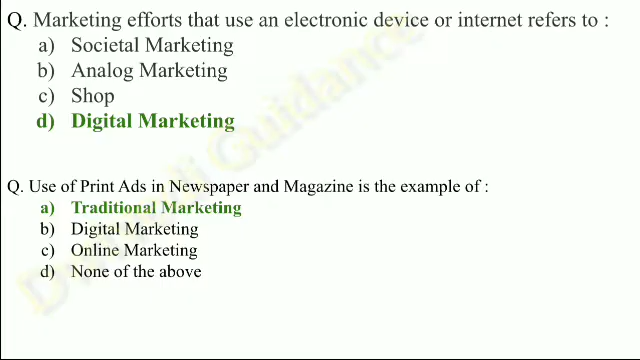 Q. Marketing efforts that use an electronic device or internet refers to :
a) Societal Marketing
b) Analog Marketing
c) Shop
d) Digital Marketing
Q. Use of Print Ads in Newspaper and Magazine is the example of :
a) Traditional Marketing
b) Digital Marketing
c) Online Marketing
d) None of the above
Guidance